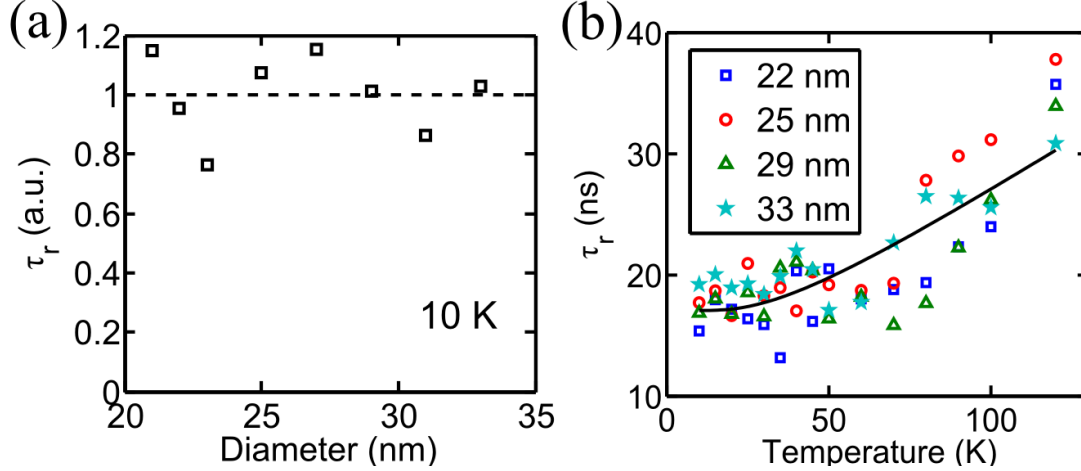 (a)
1.2
1
0.8
0.6
0.4
0.2
0
τr (a.u.)
10 K
20 25 30 35
Diameter (nm)
(b)
40
30
20
10
τr (ns)
22 nm
25 nm
29 nm
33 nm
0 50 100
Temperature (K)